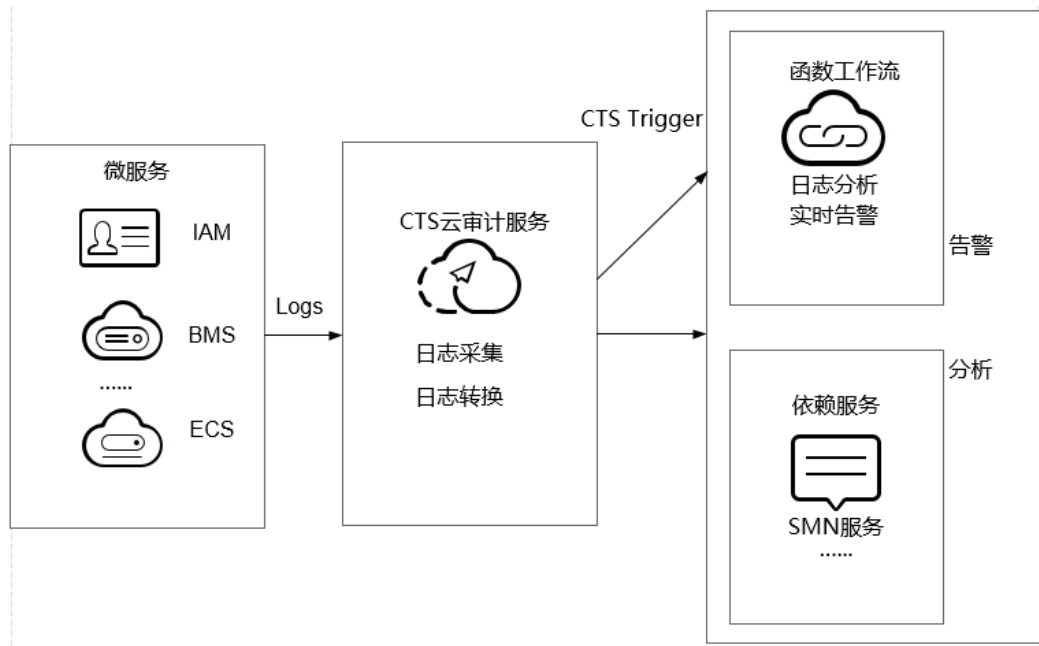 微服务
IAM
BMS
......
ECS
Logs
CTS云审计服务
日志采集
日志转换
CTS Trigger
函数工作流
日志分析
实时告警
告警
分析
依赖服务
SMN服务
......